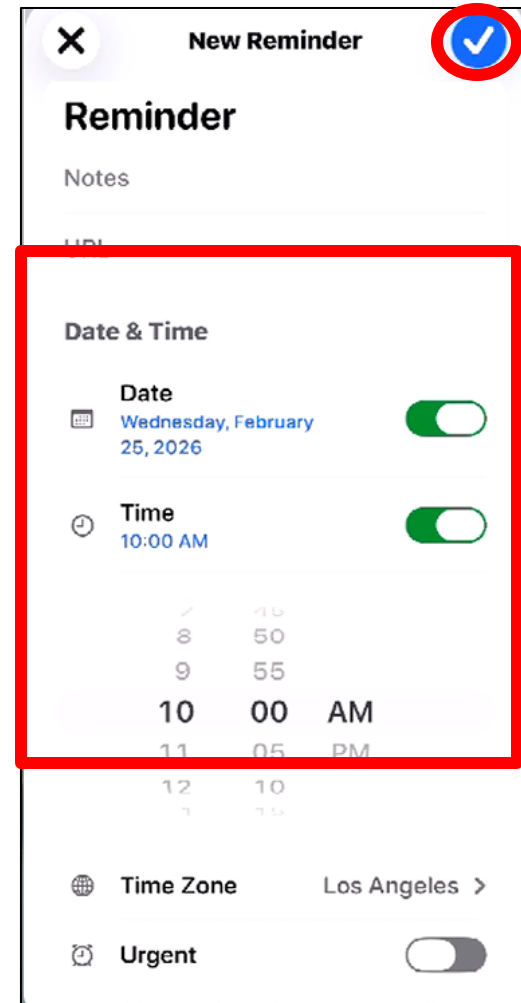 New Reminder
Reminder
Notes
URL
Date & Time
Date
Wednesday, February
25, 2026
Time
10:00 AM
8 50
9 55
10 00 AM
11 05 PM
12 10
Time Zone Los Angeles >
Urgent